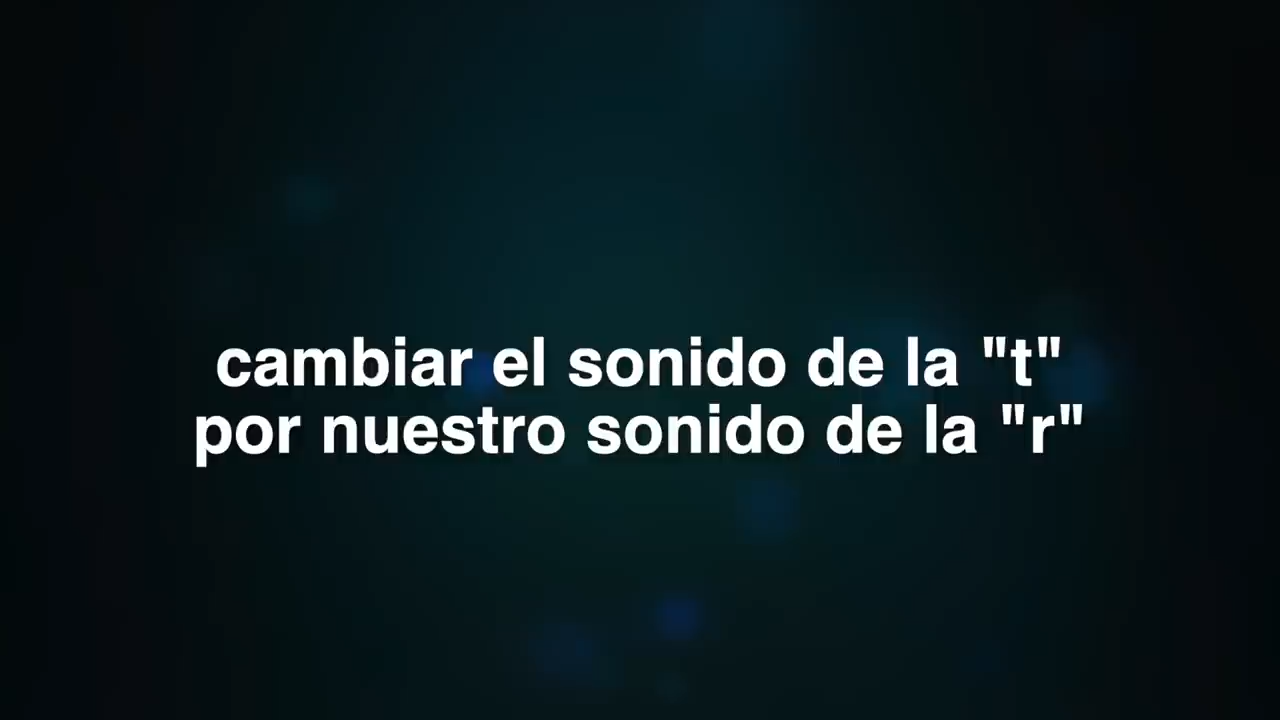 cambiar el sonido de la "t"
por nuestro sonido de la "r"